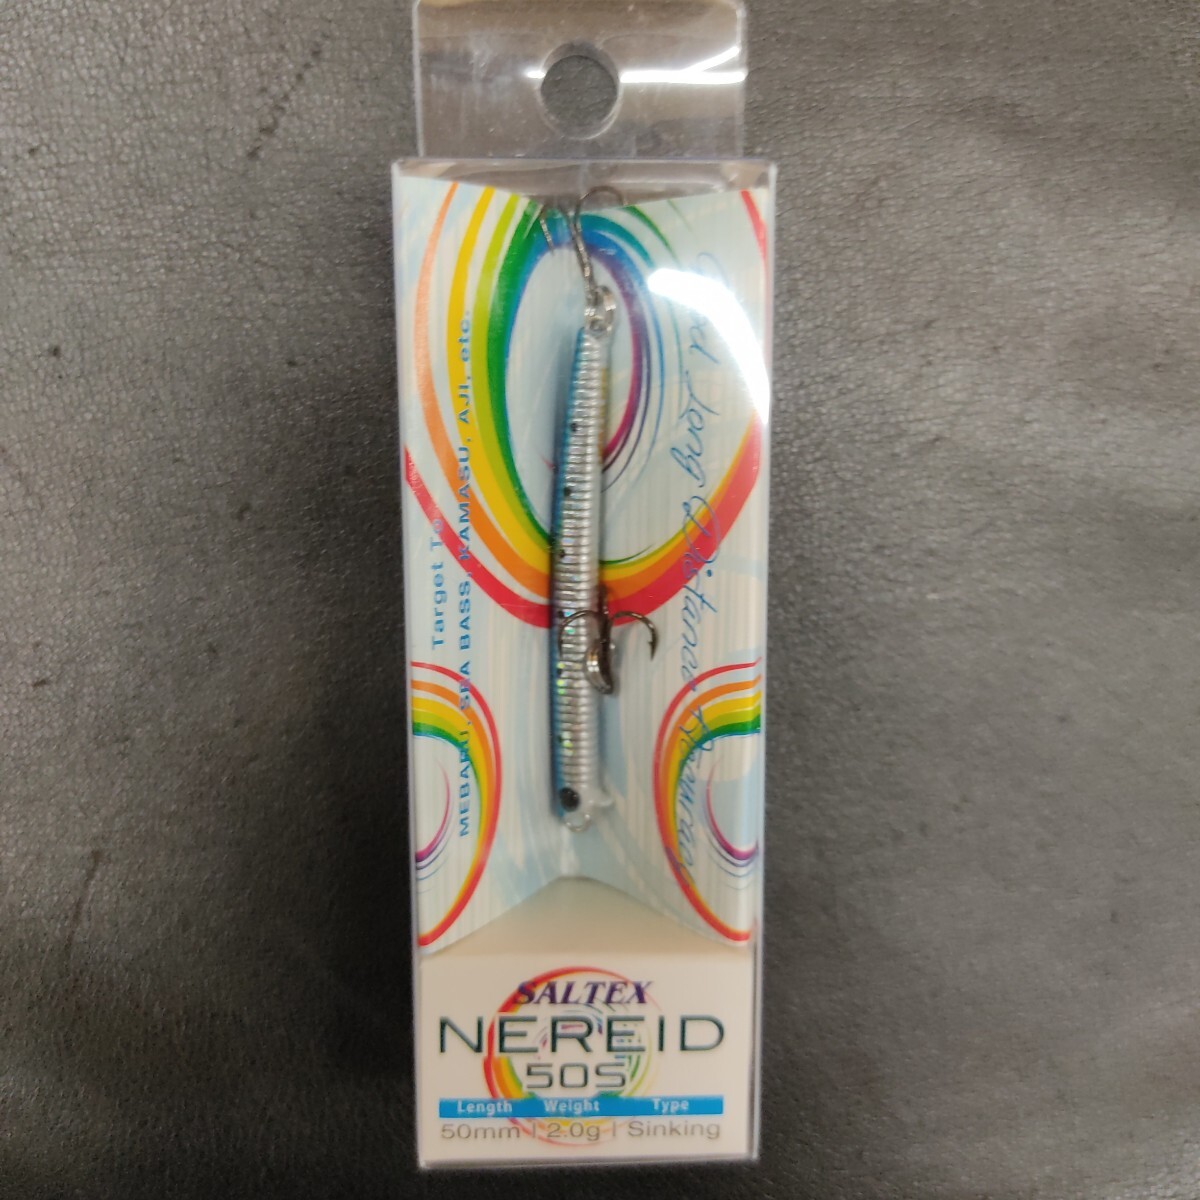 Target To
MEBARU, SEA BASS, KAMASU, AJI, etc.
Long Distance
SALTEX
NEREID
50S
Length Weight Type
50mm | 2.0g | Sinking